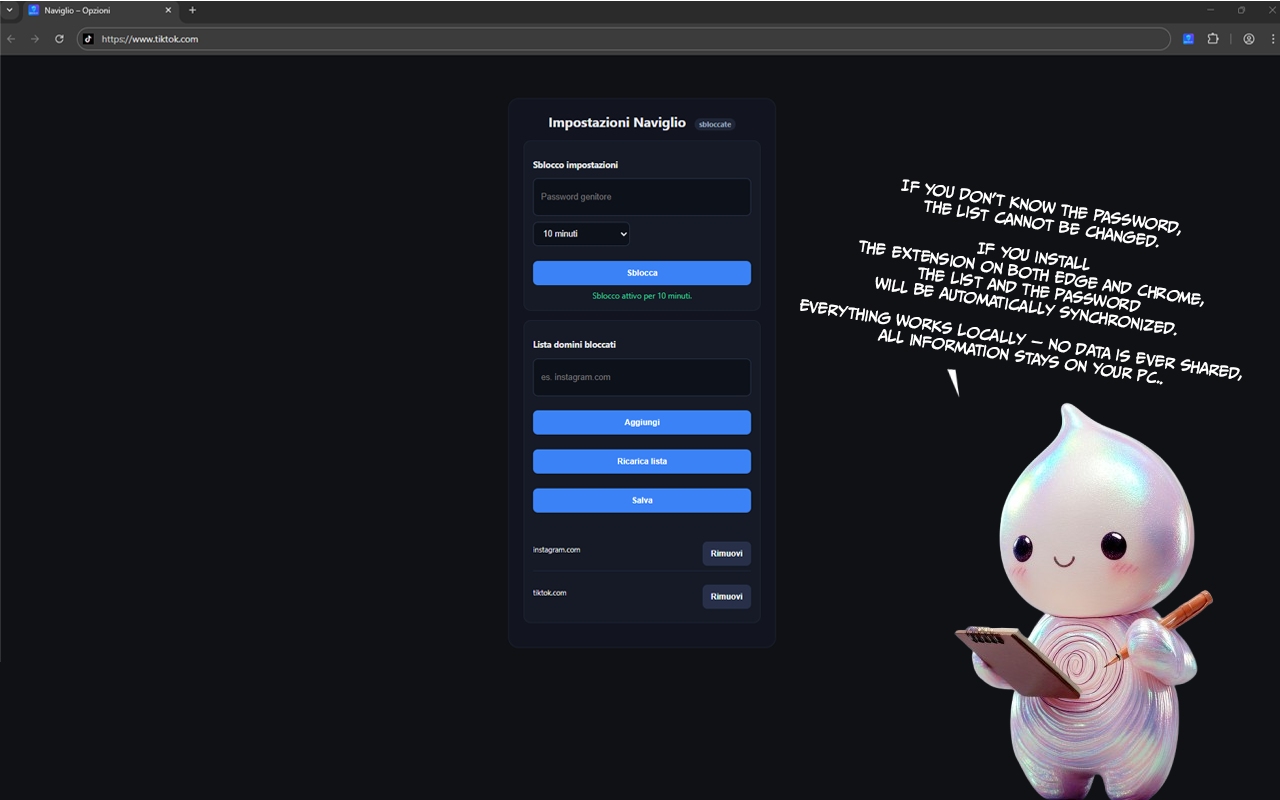 Naviglio – Opzioni
https://www.tiktok.com
Impostazioni Naviglio sbloccate
Sblocco impostazioni
Password genitore
10 minuti
Sblocca
Sblocco attivo per 10 minuti.
Lista domini bloccati
es. instagram.com
Aggiungi
Ricarica lista
Salva
instagram.com Rimuovi
tiktok.com Rimuovi
IF YOU DON'T KNOW THE PASSWORD,
THE LIST CANNOT BE CHANGED.
IF YOU INSTALL
THE EXTENSION ON BOTH EDGE AND CHROME,
THE LIST AND THE PASSWORD
WILL BE AUTOMATICALLY SYNCHRONIZED.
EVERYTHING WORKS LOCALLY – NO DATA IS EVER SHARED,
ALL INFORMATION STAYS ON YOUR PC..